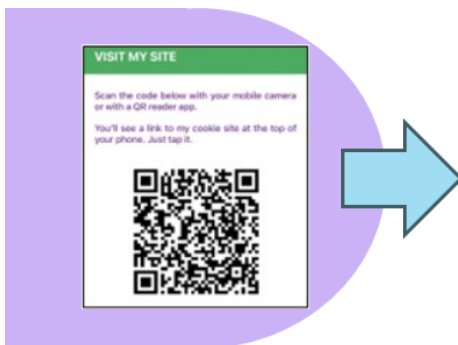 VISIT MY SITE
Scan the code below with your mobile camera
or with a QR reader app.
You'll see a link to my cookie site at the top of
your phone. Just tap it.